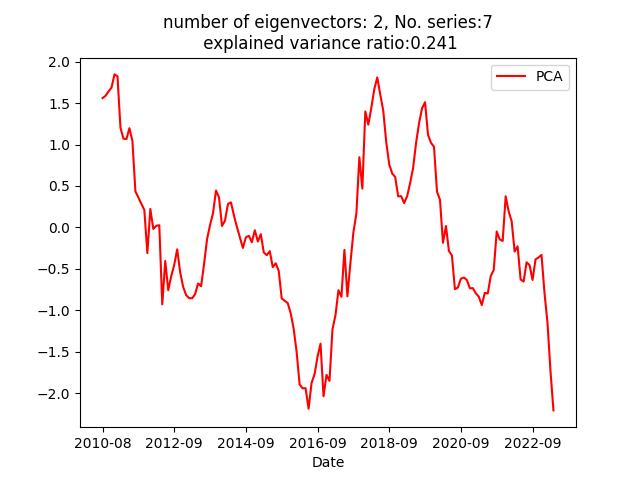 number of eigenvectors: 2, No. series:7
explained variance ratio:0.241
PCA
2.0
1.5
1.0
0.5
0.0
−0.5
−1.0
−1.5
−2.0
2010-08 2012-09 2014-09 2016-09 2018-09 2020-09 2022-09
Date